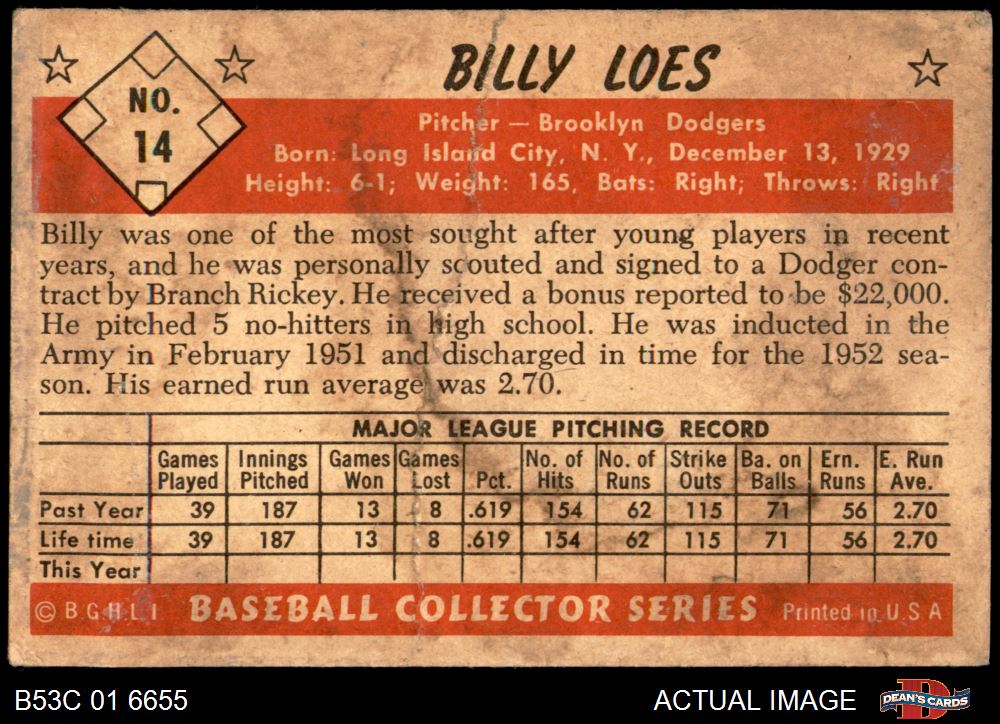 BILLY LOES
NO.
14
Pitcher — Brooklyn Dodgers
Born: Long Island City, N. Y., December 13, 1929
Height: 6-1; Weight: 165, Bats: Right; Throws: Right
Billy was one of the most sought after young players in recent
years, and he was personally scouted and signed to a Dodger con-
tract by Branch Rickey. He received a bonus reported to be $22,000.
He pitched 5 no-hitters in high school. He was inducted in the
Army in February 1951 and discharged in time for the 1952 sea-
son. His earned run average was 2.70.
MAJOR LEAGUE PITCHING RECORD
Games Innings Games Games No. of No. of Strike Ba. on Ern. E. Run
Played Pitched Won Lost Pct. Hits Runs Outs Balls Runs Ave.
Past Year 39 187 13 8 .619 154 62 115 71 56 2.70
Life time 39 187 13 8 .619 154 62 115 71 56 2.70
This Year
© B G H L I BASEBALL COLLECTOR SERIES Printed in U.S A
B53C 01 6655 ACTUAL IMAGE DEAN'S CARDS